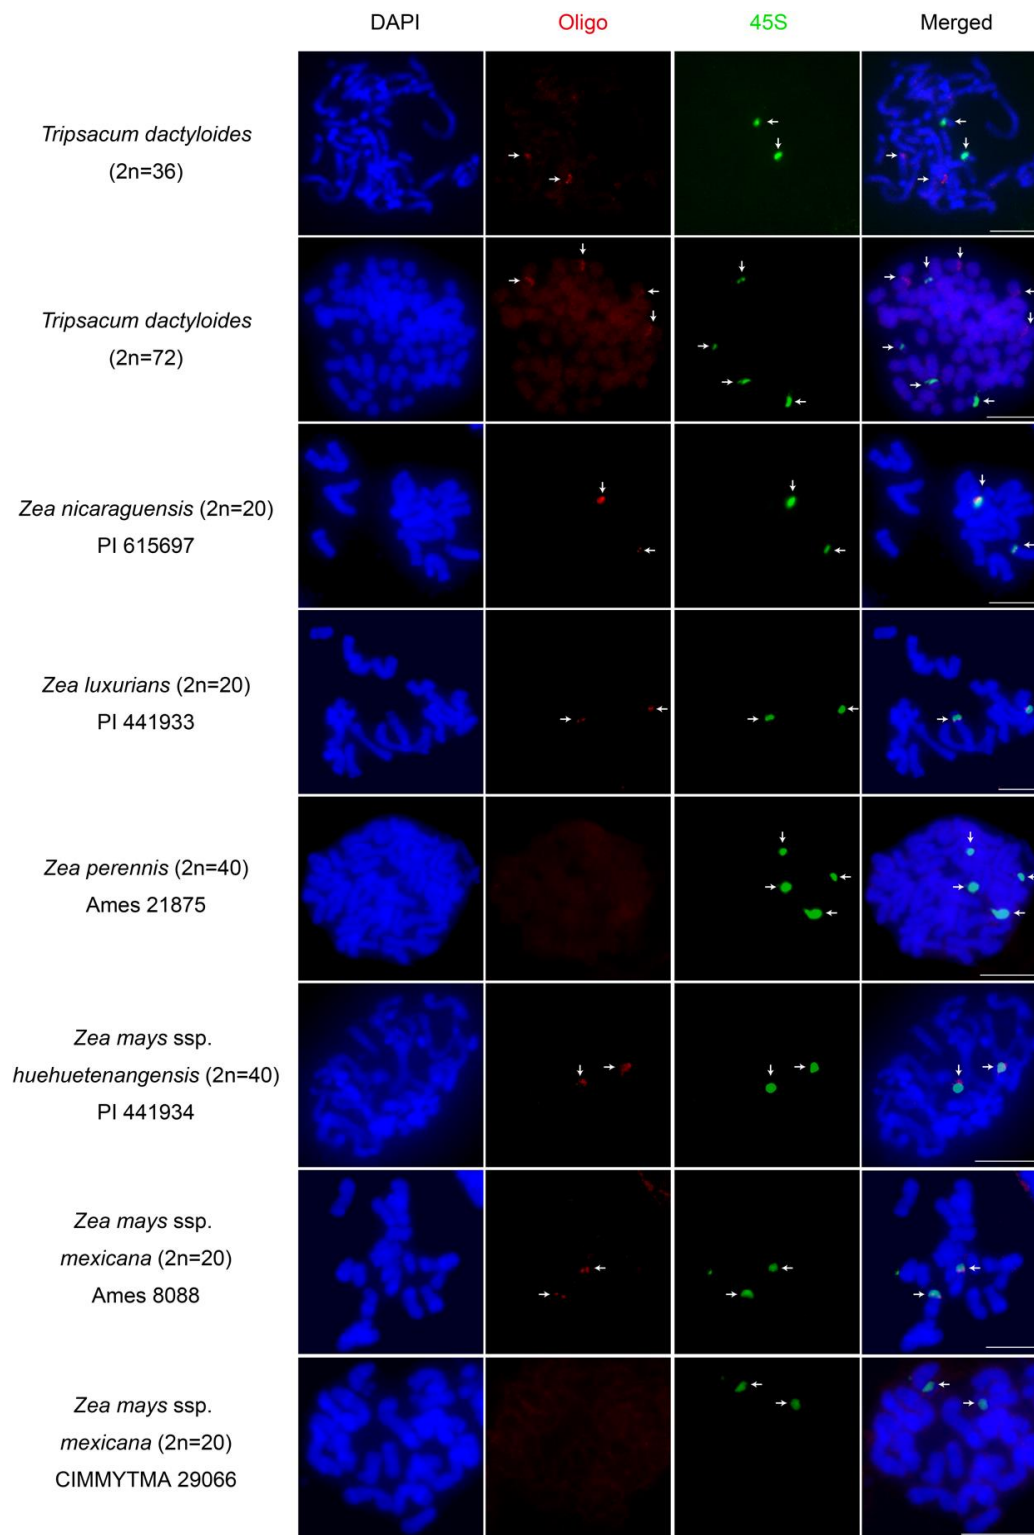 DAPI Oligo 45S Merged
Tripsacum dactyloides
(2n=36)
Tripsacum dactyloides
(2n=72)
Zea nicaraguensis (2n=20)
PI 615697
Zea luxurians (2n=20)
PI 441933
Zea perennis (2n=40)
Ames 21875
Zea mays ssp.
huehuetenangensis (2n=40)
PI 441934
Zea mays ssp.
mexicana (2n=20)
Ames 8088
Zea mays ssp.
mexicana (2n=20)
CIMMYTMA 29066